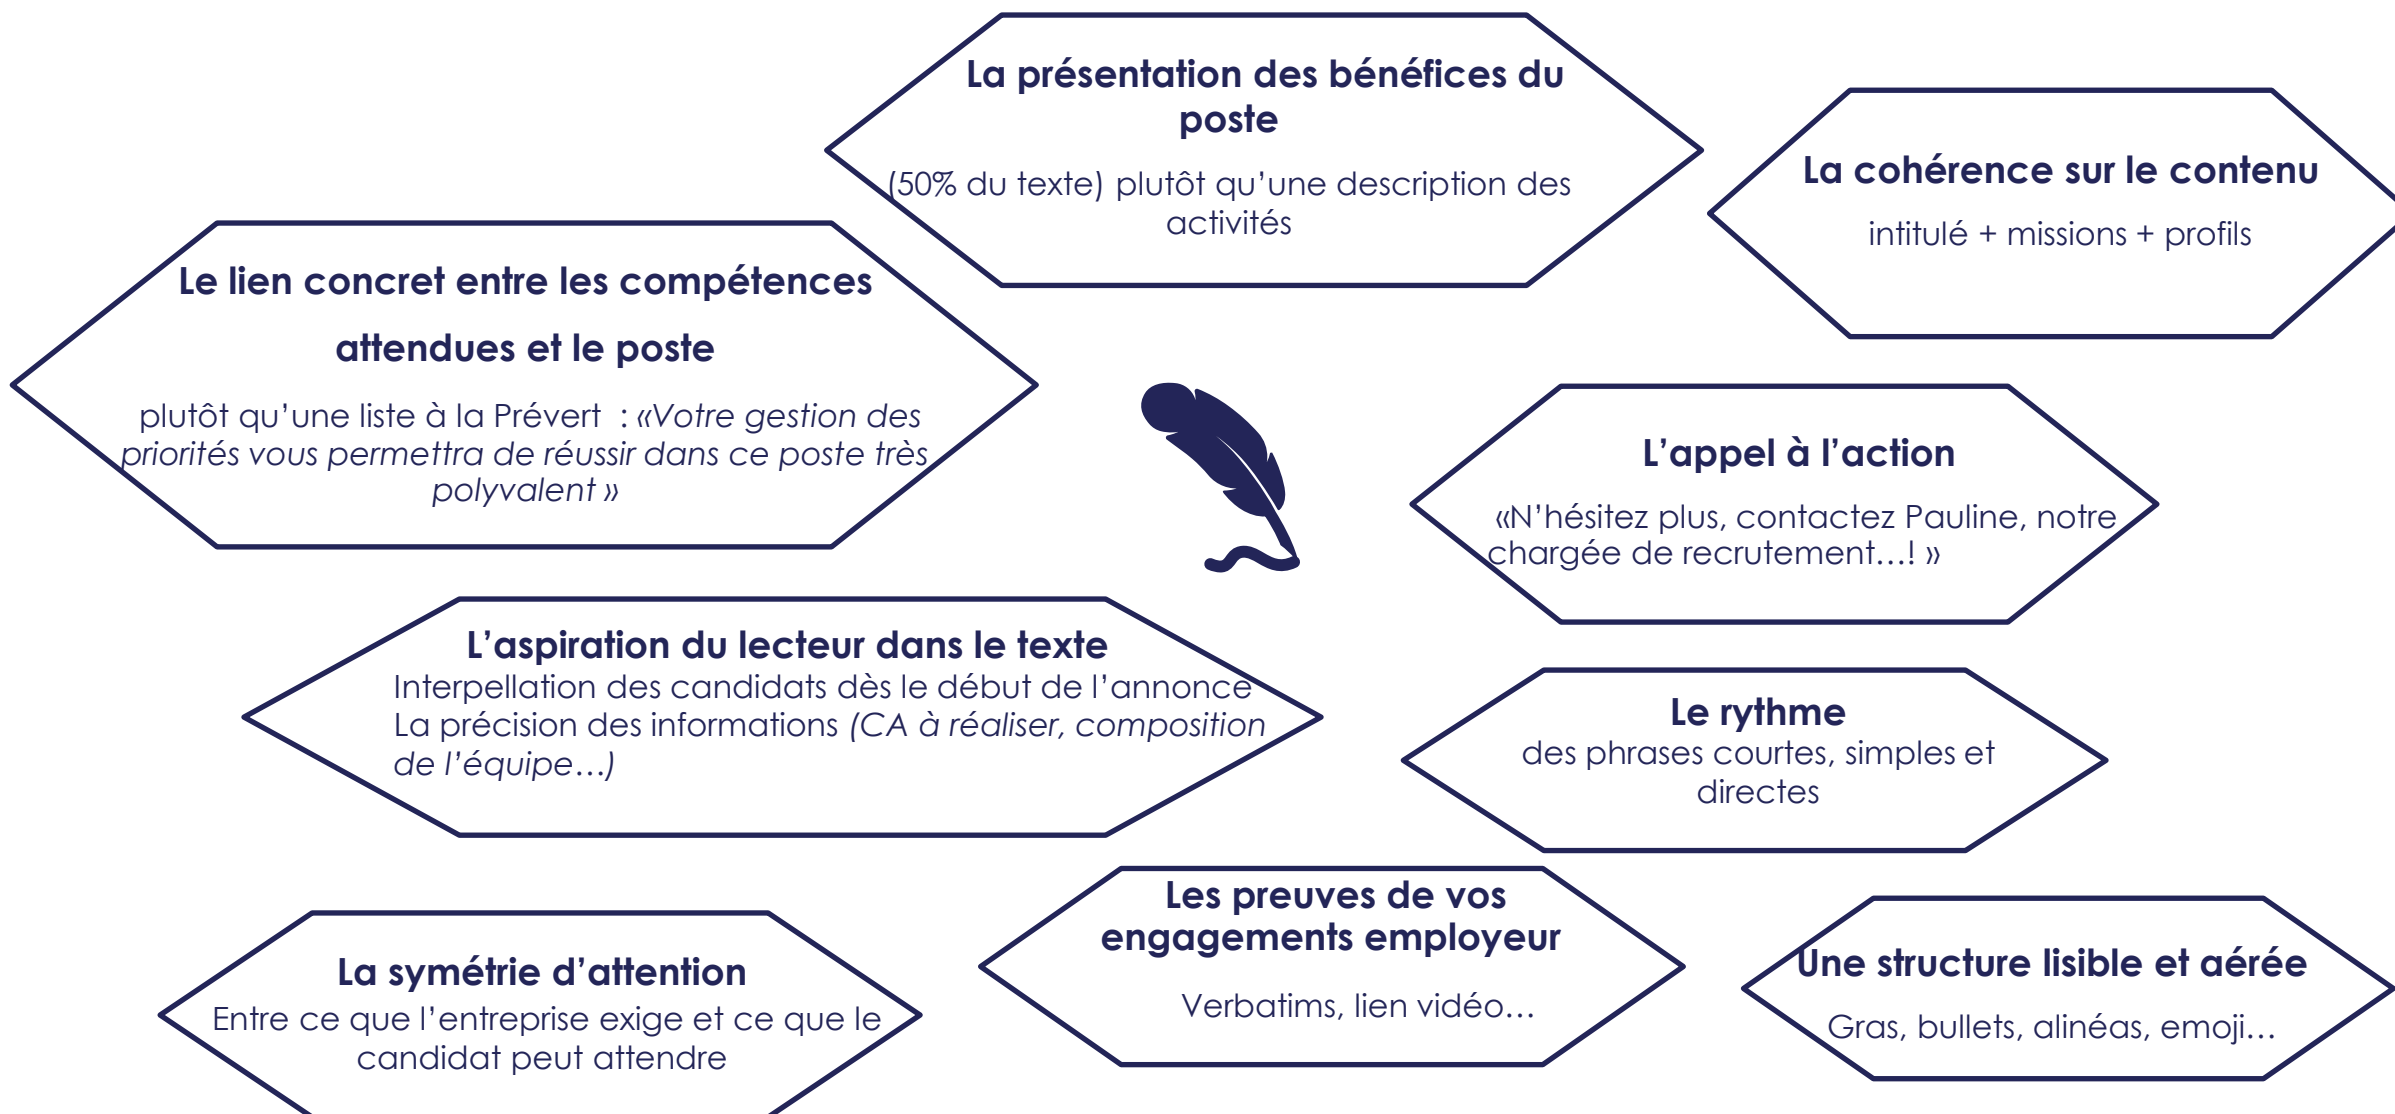 La présentation des bénéfices du
poste
(50% du texte) plutôt qu’une description des
activités
La cohérence sur le contenu
intitulé + missions + profils
Le lien concret entre les compétences
attendues et le poste
plutôt qu’une liste à la Prévert : «Votre gestion des
priorités vous permettra de réussir dans ce poste très
polyvalent »
L’appel à l’action
«N’hésitez plus, contactez Pauline, notre
chargée de recrutement…! »
L’aspiration du lecteur dans le texte
Interpellation des candidats dès le début de l’annonce
La précision des informations (CA à réaliser, composition
de l’équipe…)
Le rythme
des phrases courtes, simples et
directes
Les preuves de vos
engagements employeur
Verbatims, lien vidéo…
Une structure lisible et aérée
Gras, bullets, alinéas, emoji…
La symétrie d’attention
Entre ce que l’entreprise exige et ce que le
candidat peut attendre